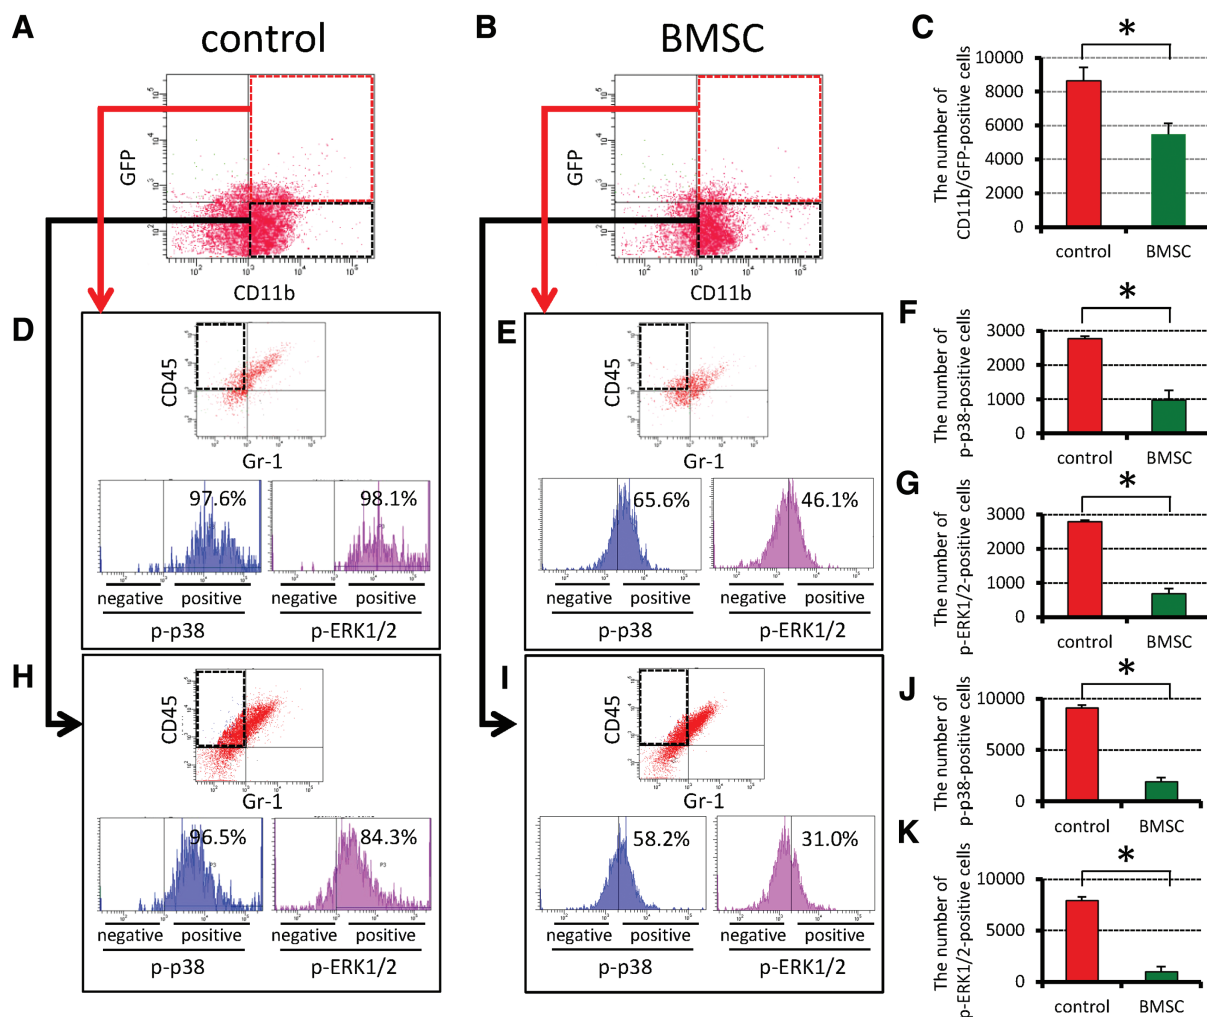 A
control
GFP
CD11b
B
BMSC
GFP
CD11b
C
*
The number of
CD11b/GFP-positive cells
10000
8000
6000
4000
2000
0
control BMSC
D
CD45
Gr-1
97.6% 98.1%
negative positive negative positive
p-p38 p-ERK1/2
E
CD45
Gr-1
65.6% 46.1%
negative positive negative positive
p-p38 p-ERK1/2
F
*
The number of
p-p38-positive cells
3000
2000
1000
0
control BMSC
G
*
The number of
p-ERK1/2-positive cells
3000
2000
1000
0
control BMSC
H
CD45
Gr-1
96.5% 84.3%
P3 P3
negative positive negative positive
p-p38 p-ERK1/2
I
CD45
Gr-1
58.2% 31.0%
negative positive negative positive
p-p38 p-ERK1/2
J
*
The number of
p-p38-positive cells
10000
5000
0
control BMSC
K
*
The number of
p-ERK1/2-positive cells
10000
5000
0
control BMSC